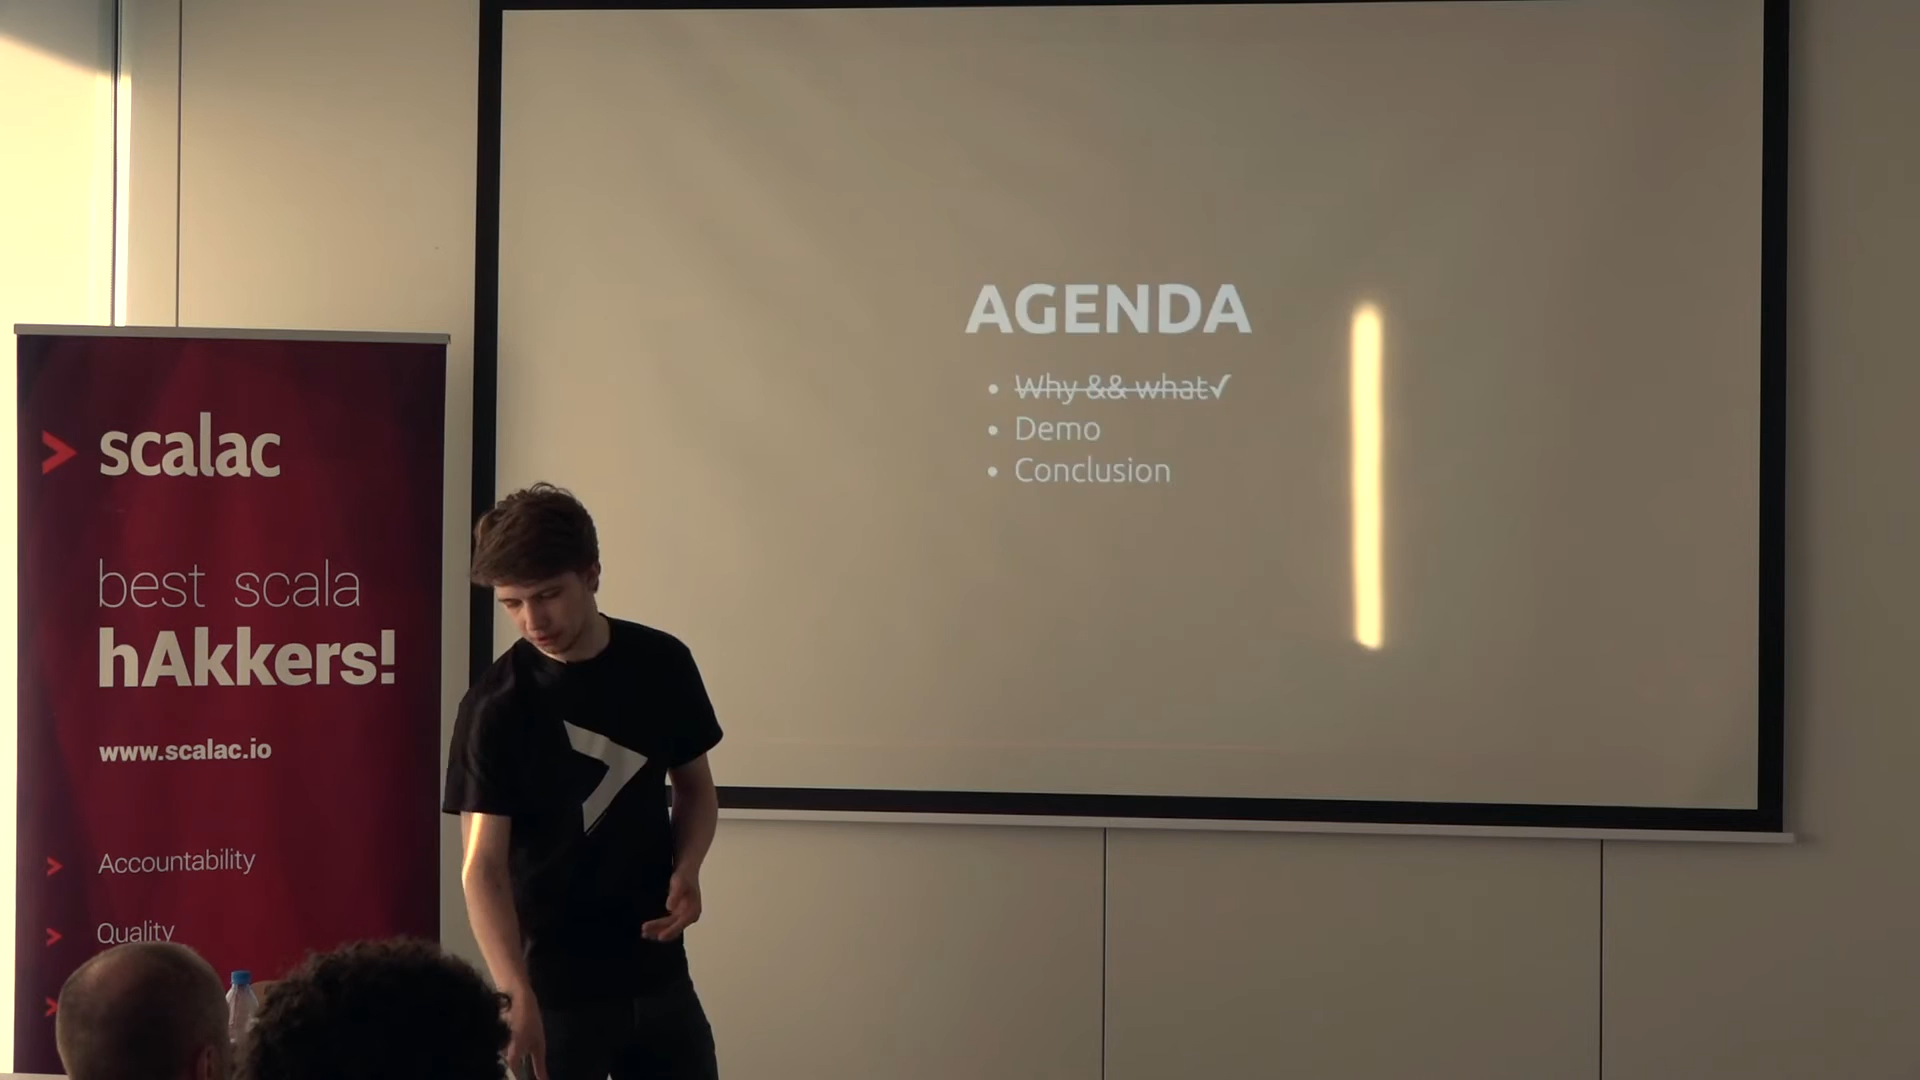 scalac
best scala
hAkkers!
www.scalac.io
Accountability
Quality
AGENDA
• Why && what✓
• Demo
• Conclusion